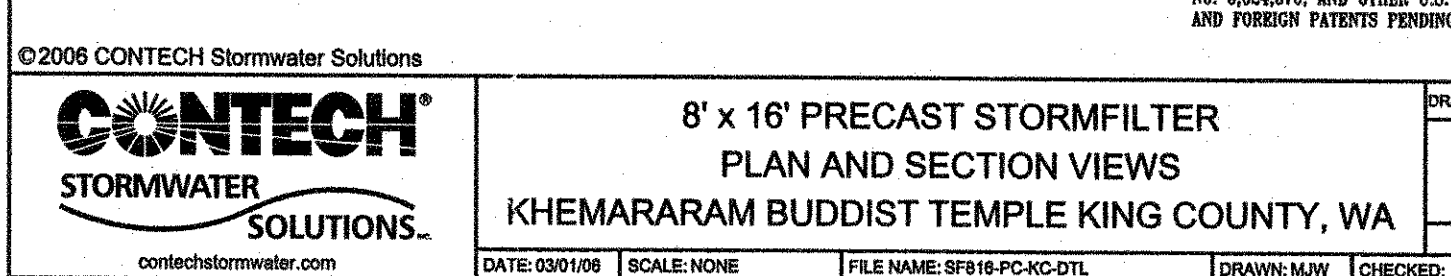 AND FOREIGN PATENTS PENDING
©2006 CONTECH Stormwater Solutions
CONTECH®
STORMWATER
SOLUTIONS
contechstormwater.com
8' x 16' PRECAST STORMFILTER
PLAN AND SECTION VIEWS
KHEMARARAM BUDDIST TEMPLE KING COUNTY, WA
DR
DATE: 03/01/06 SCALE: NONE FILE NAME: SF816-PC-KC-DTL DRAWN: MJW CHECKED: